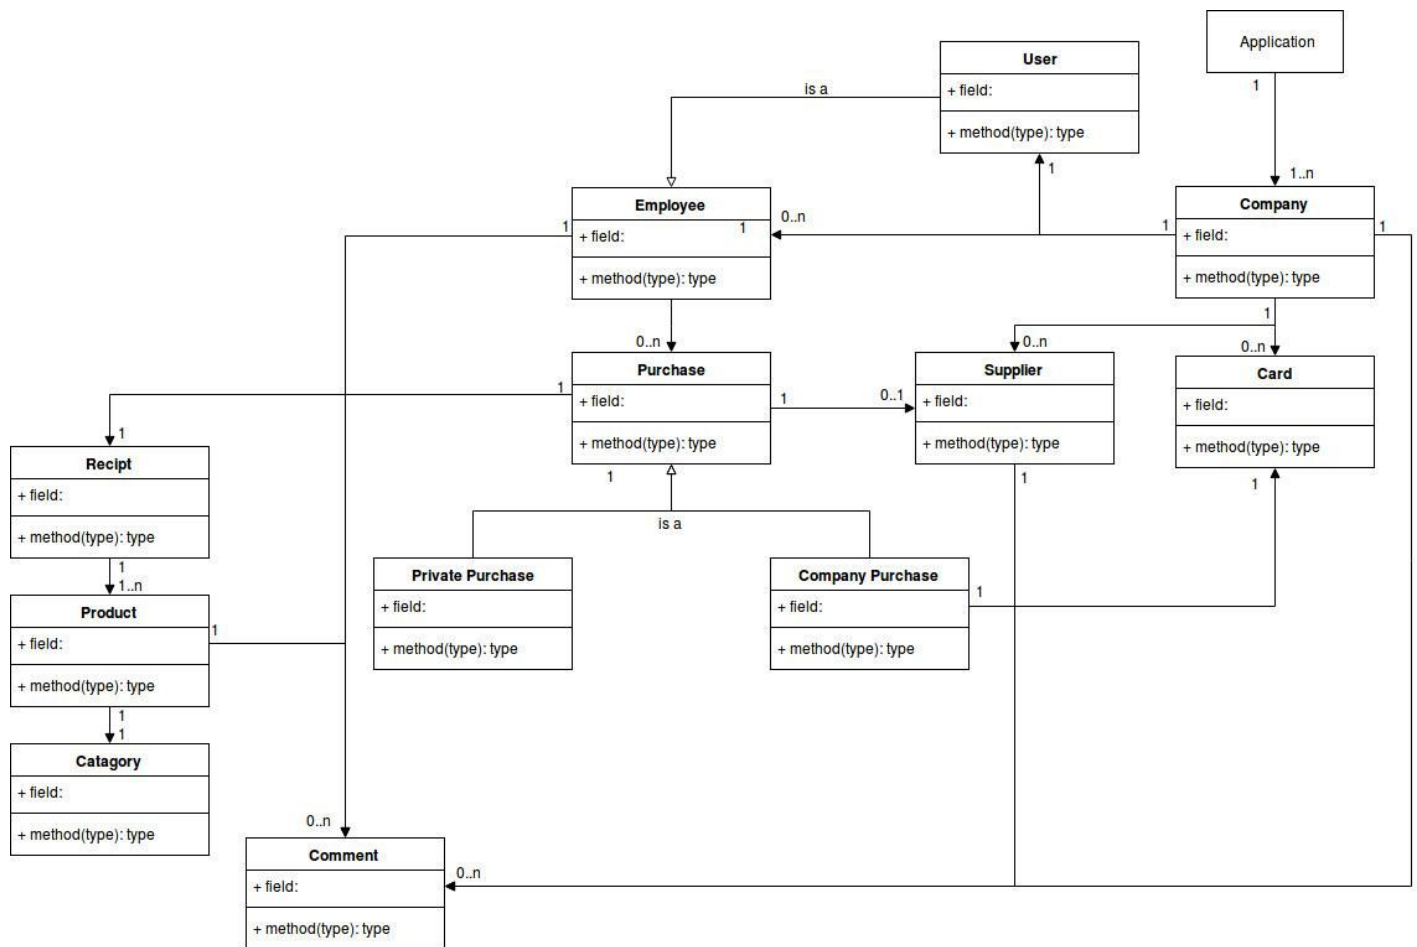 Application
User
+ field:
+ method(type): type
is a
1
1
1..n
Employee
+ field:
+ method(type): type
1
1
0..n
Company
+ field:
+ method(type): type
1
1
1
0..n
0..n
0..n
Purchase
+ field:
+ method(type): type
1
1
0..1
Supplier
+ field:
+ method(type): type
1
Card
+ field:
+ method(type): type
1
1
Recipt
+ field:
+ method(type): type
1
is a
1
1..n
Private Purchase
+ field:
+ method(type): type
Company Purchase
+ field:
+ method(type): type
1
Product
+ field:
+ method(type): type
1
1
1
Catagory
+ field:
+ method(type): type
0..n
Comment
+ field:
+ method(type): type
0..n